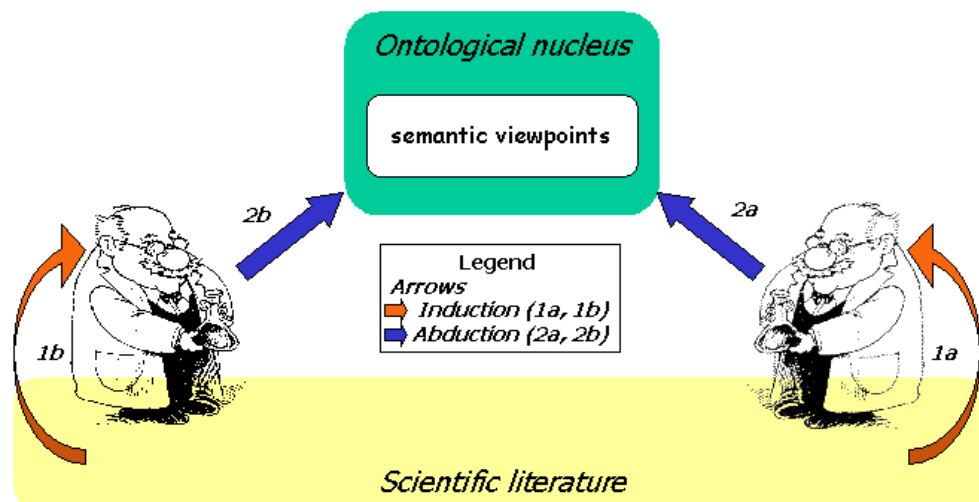 Ontological nucleus
semantic viewpoints
2b
2a
Legend
Arrows
Induction (1a, 1b)
Abduction (2a, 2b)
1b
1a
Scientific literature